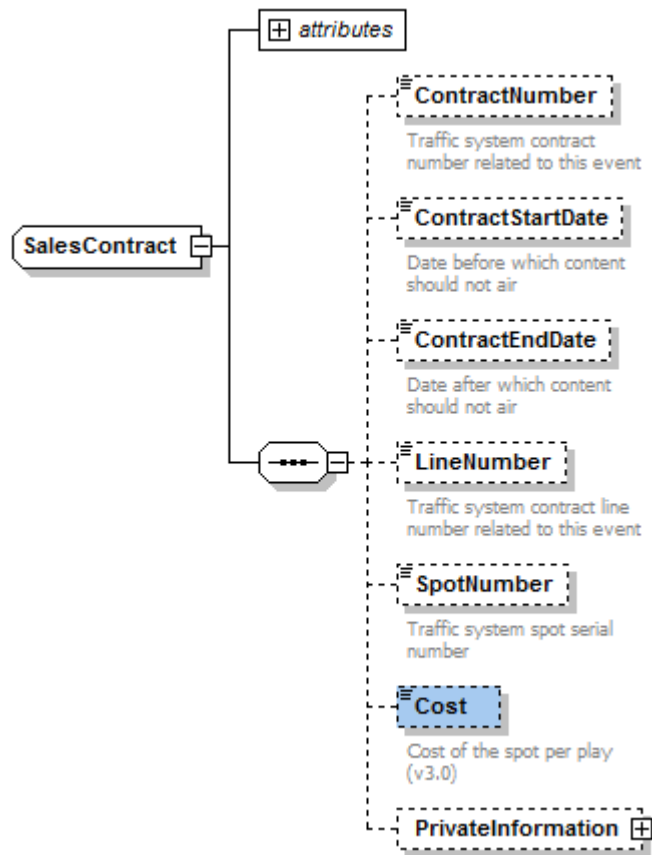 attributes
ContractNumber
Traffic system contract
number related to this event
ContractStartDate
Date before which content
should not air
SalesContract
ContractEndDate
Date after which content
should not air
LineNumber
Traffic system contract line
number related to this event
SpotNumber
Traffic system spot serial
number
Cost
Cost of the spot per play
(v3.0)
PrivateInformation